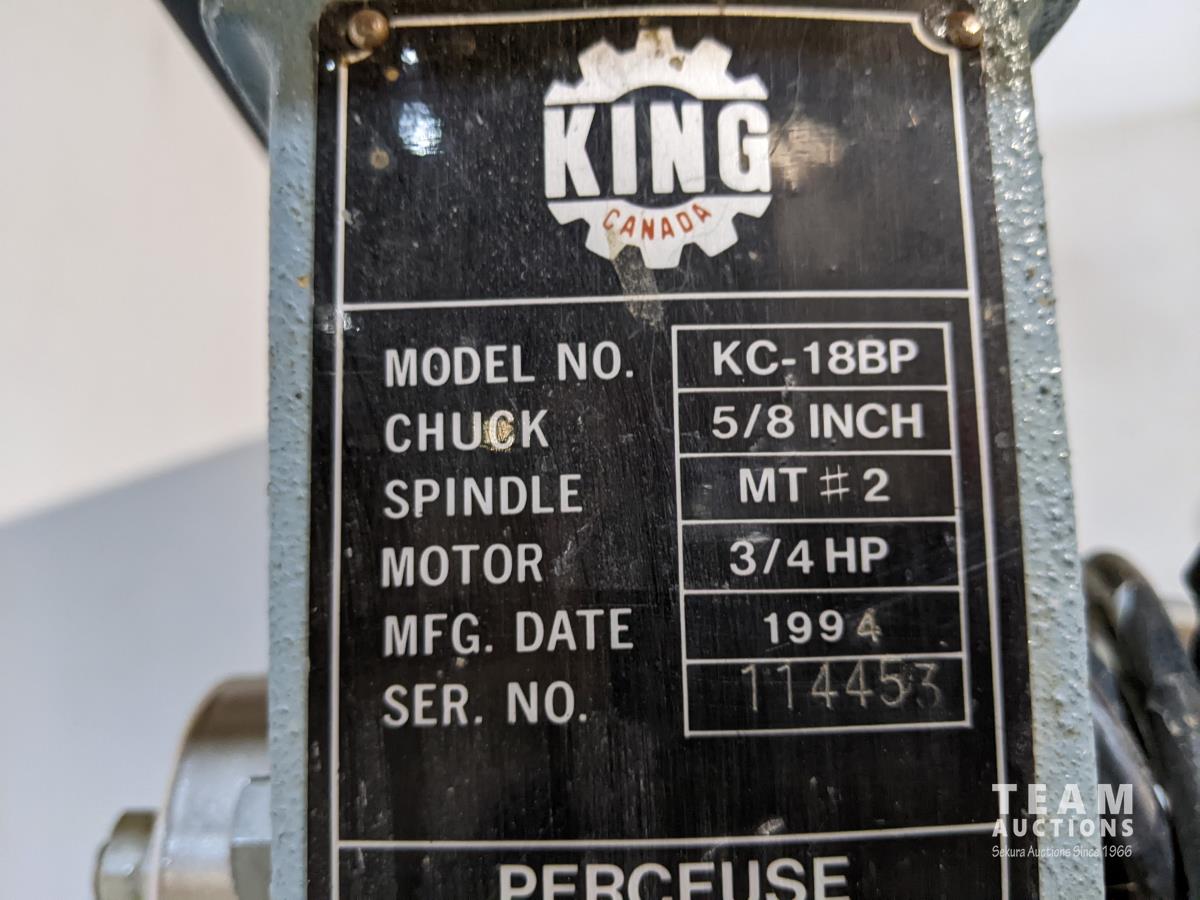 KING
CANADA
MODEL NO. KC-18BP
CHUCK 5/8 INCH
SPINDLE MT # 2
MOTOR 3/4 HP
MFG. DATE 1994
SER. NO. 114453
PERCEUSE
TEAM
AUCTIONS
Sekura Auctions Since 1966